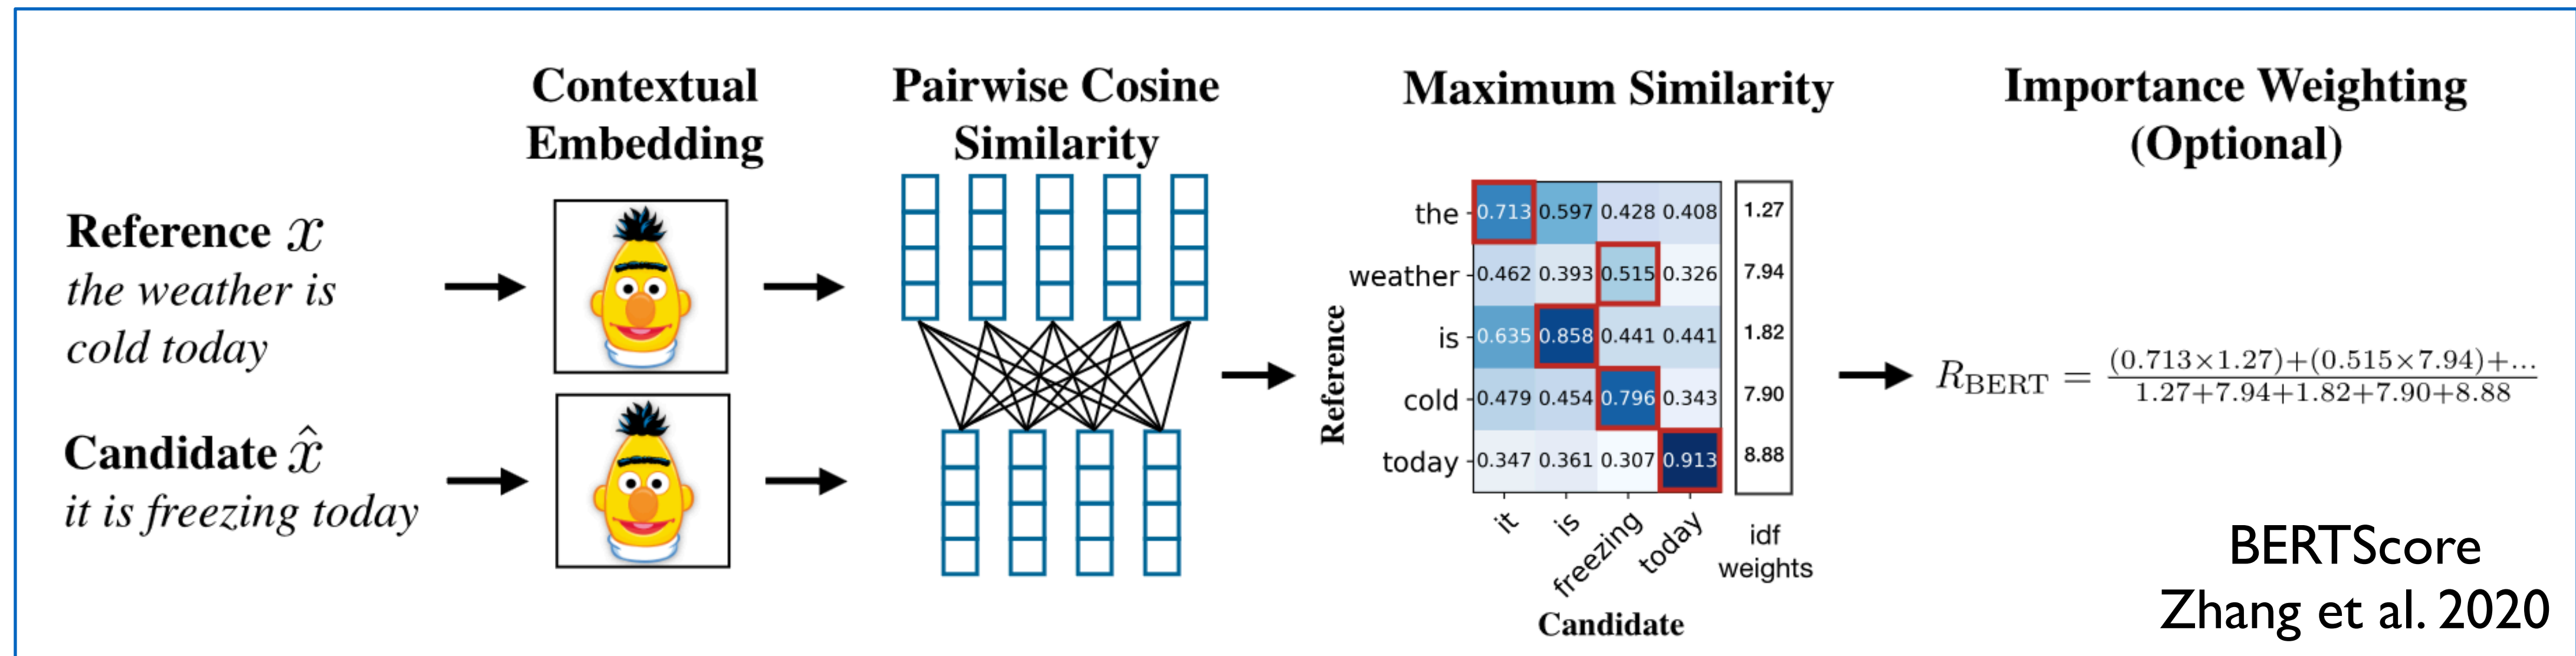 Contextual
Embedding
Pairwise Cosine
Similarity
Maximum Similarity
Importance Weighting
(Optional)
Reference x
the weather is
cold today
Candidate x̂
it is freezing today
Reference
the 0.713 0.597 0.428 0.408 1.27
weather 0.462 0.393 0.515 0.326 7.94
is 0.635 0.858 0.441 0.441 1.82
cold 0.479 0.454 0.796 0.343 7.90
today 0.347 0.361 0.307 0.913 8.88
it is freezing today
idf
weights
Candidate
R_BERT = (0.713×1.27)+(0.515×7.94)+... / 1.27+7.94+1.82+7.90+8.88
BERTScore
Zhang et al. 2020